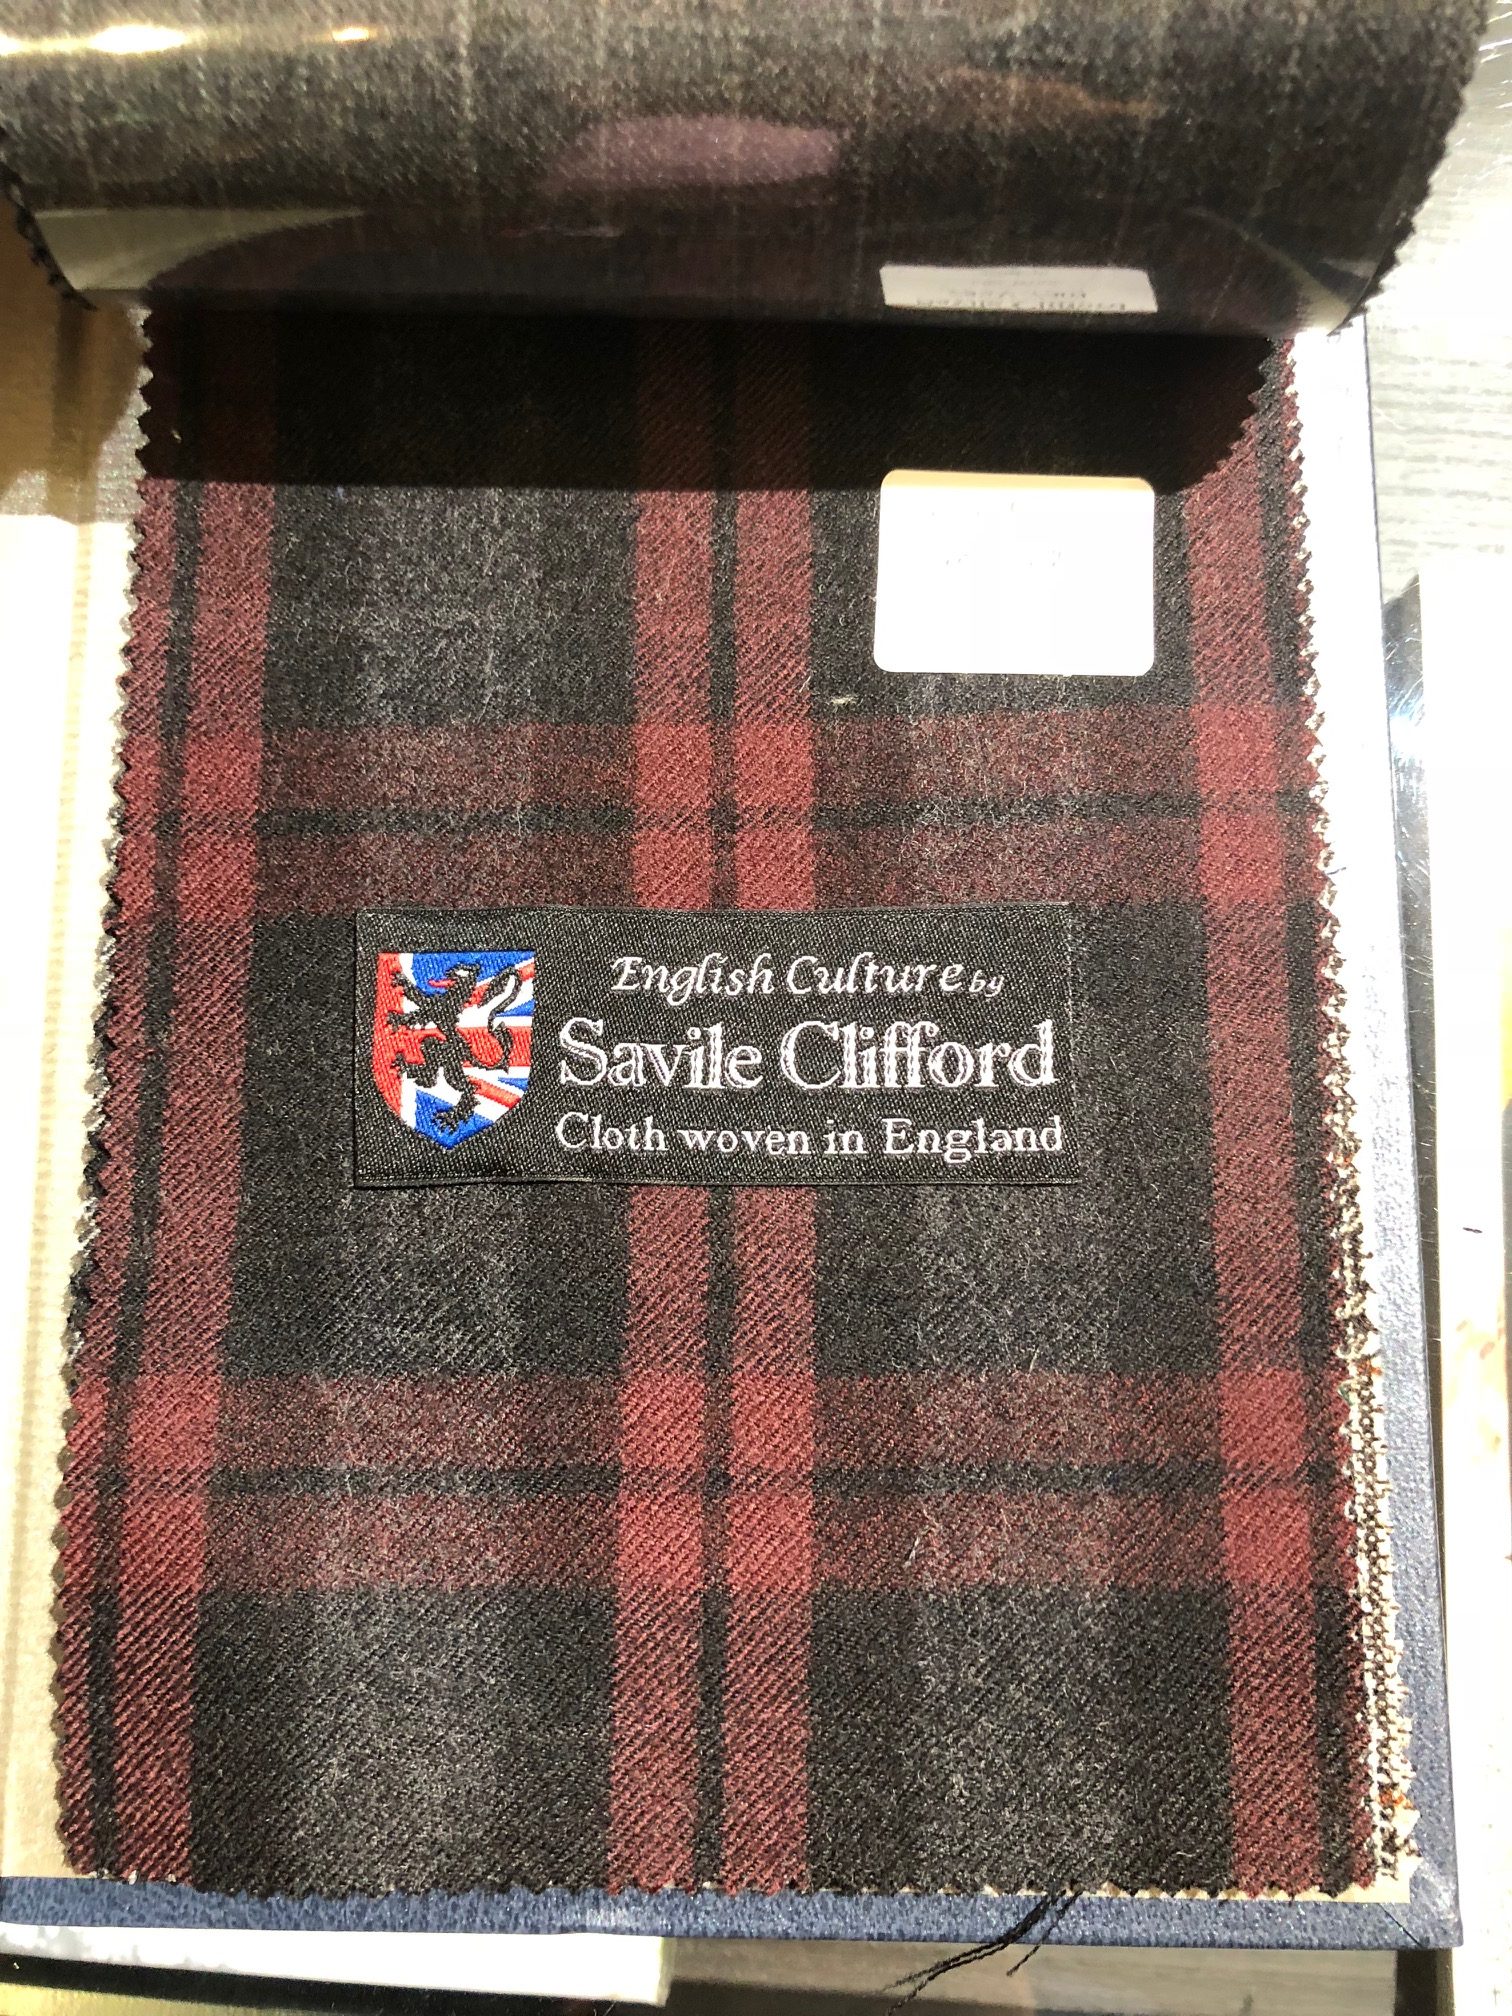 English Culture by
Savile Clifford
Cloth woven in England